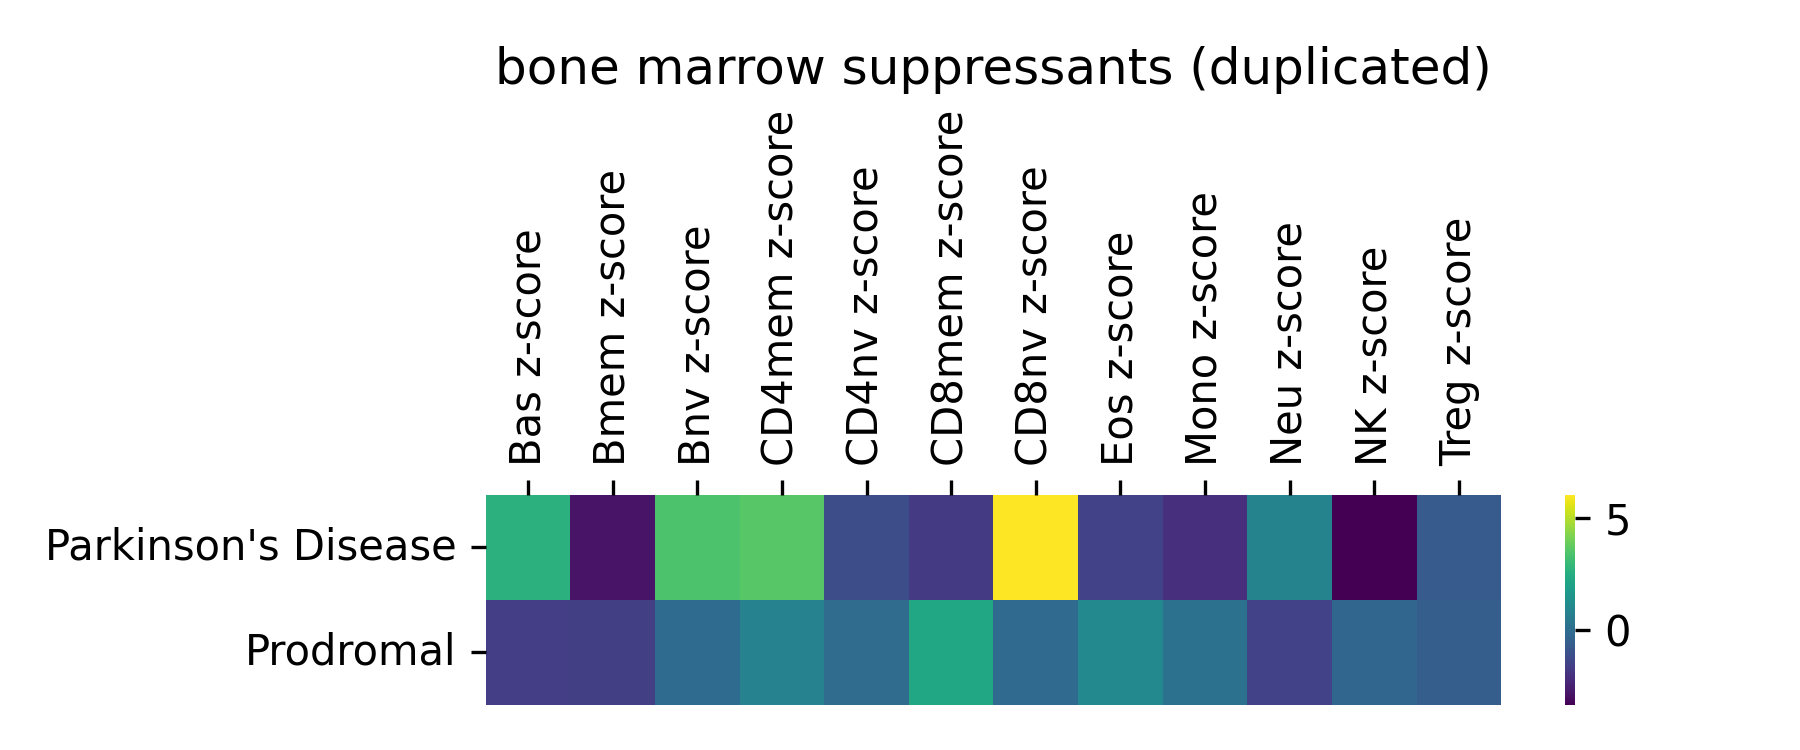 bone marrow suppressants (duplicated)
Bas z-score
Bmem z-score
Bnv z-score
CD4mem z-score
CD4nv z-score
CD8mem z-score
CD8nv z-score
Eos z-score
Mono z-score
Neu z-score
NK z-score
Treg z-score
Parkinson's Disease
Prodromal
5
0